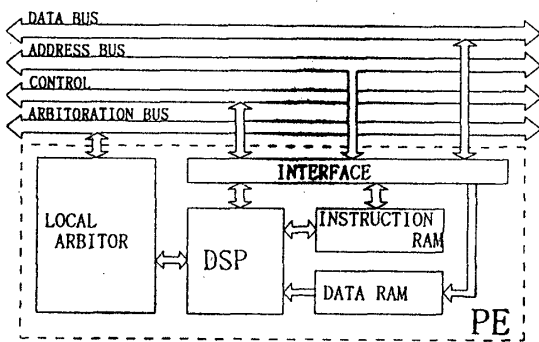 DATA BUS
ADDRESS BUS
CONTROL
ARBITORATION BUS
INTERFACE
LOCAL
ARBITOR
DSP
INSTRUCTION
RAM
DATA RAM
PE